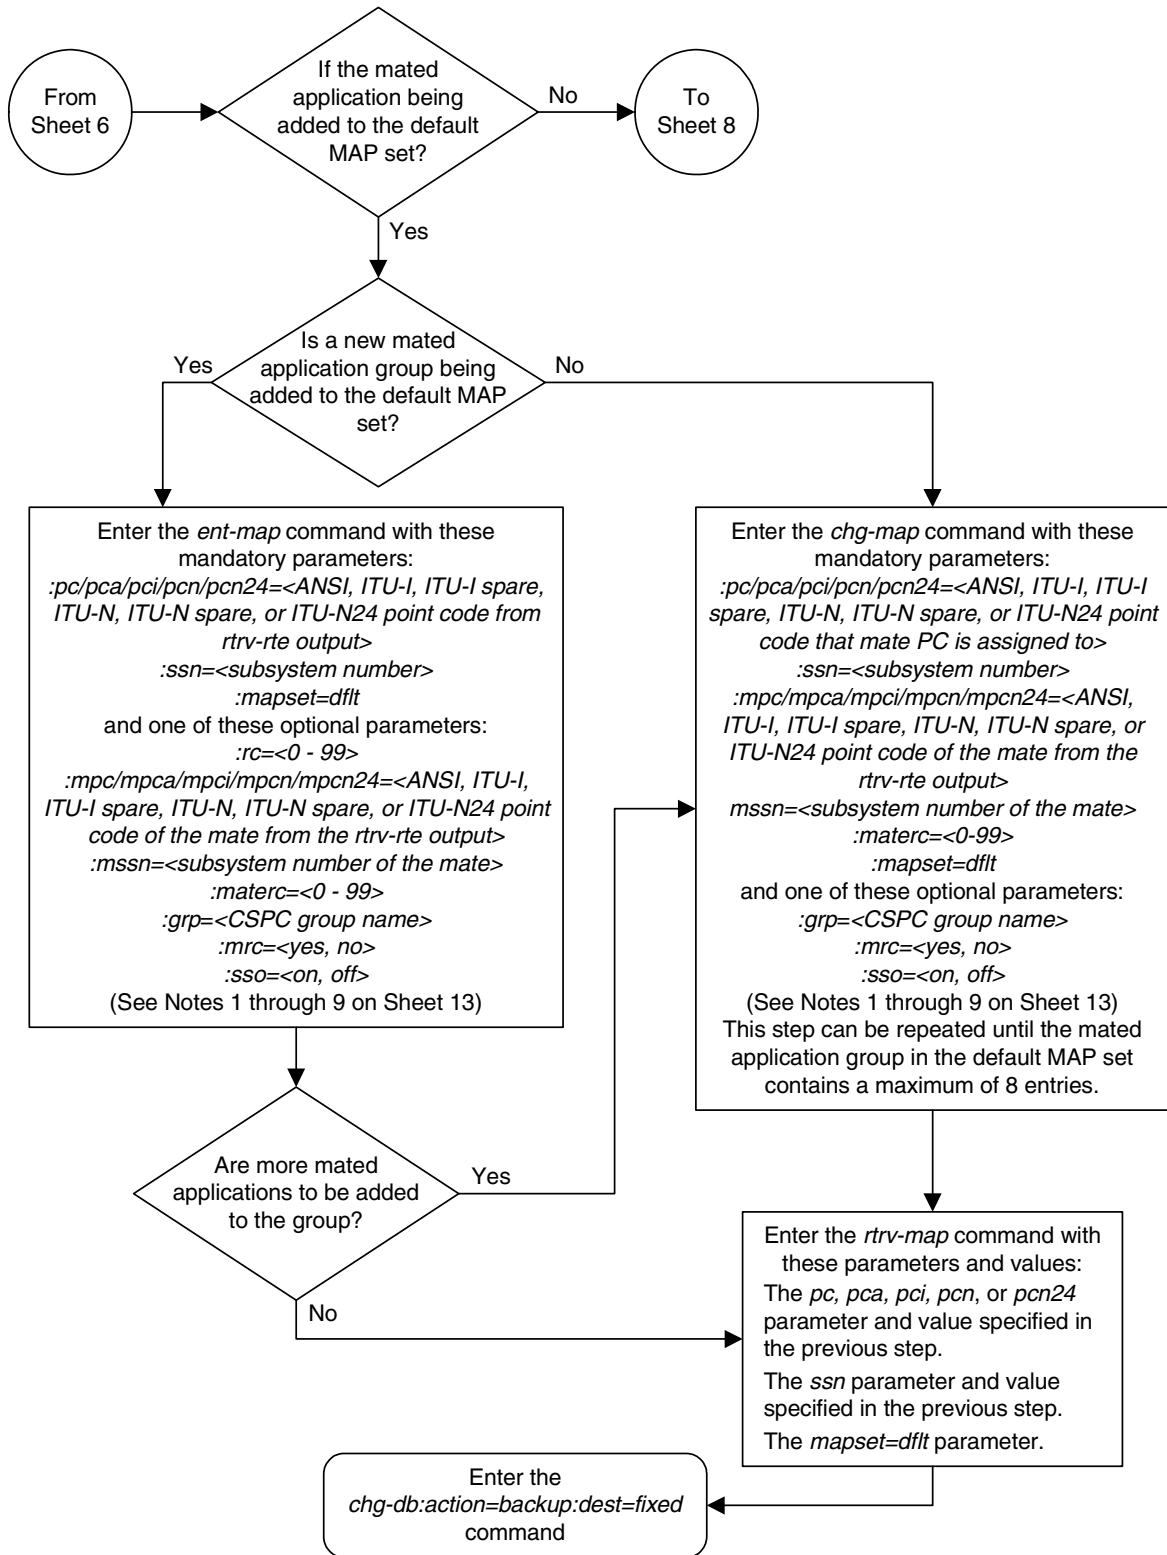 From
Sheet 6
If the mated
application being
added to the default
MAP set?
No
To
Sheet 8
Yes
Is a new mated
application group being
added to the default MAP
set?
Yes
No
Enter the ent-map command with these
mandatory parameters:
:pc/pca/pci/pcn/pcn24=<ANSI, ITU-I, ITU-I spare,
ITU-N, ITU-N spare, or ITU-N24 point code from
rtrv-rte output>
:ssn=<subsystem number>
:mapset=dflt
and one of these optional parameters:
:rc=<0 - 99>
:mpc/mpca/mpci/mpcn/mpcn24=<ANSI, ITU-I,
ITU-I spare, ITU-N, ITU-N spare, or ITU-N24 point
code of the mate from the rtrv-rte output>
:mssn=<subsystem number of the mate>
:materc=<0 - 99>
:grp=<CSPC group name>
:mrc=<yes, no>
:sso=<on, off>
(See Notes 1 through 9 on Sheet 13)
Enter the chg-map command with these
mandatory parameters:
:pc/pca/pci/pcn/pcn24=<ANSI, ITU-I, ITU-I
spare, ITU-N, ITU-N spare, or ITU-N24 point
code that mate PC is assigned to>
:ssn=<subsystem number>
:mpc/mpca/mpci/mpcn/mpcn24=<ANSI,
ITU-I, ITU-I spare, ITU-N, ITU-N spare, or
ITU-N24 point code of the mate from the
rtrv-rte output>
mssn=<subsystem number of the mate>
:materc=<0-99>
:mapset=dflt
and one of these optional parameters:
:grp=<CSPC group name>
:mrc=<yes, no>
:sso=<on, off>
(See Notes 1 through 9 on Sheet 13)
This step can be repeated until the mated
application group in the default MAP set
contains a maximum of 8 entries.
Are more mated
applications to be added
to the group?
Yes
No
Enter the rtrv-map command with
these parameters and values:
The pc, pca, pci, pcn, or pcn24
parameter and value specified in
the previous step.
The ssn parameter and value
specified in the previous step.
The mapset=dflt parameter.
Enter the
chg-db:action=backup:dest=fixed
command